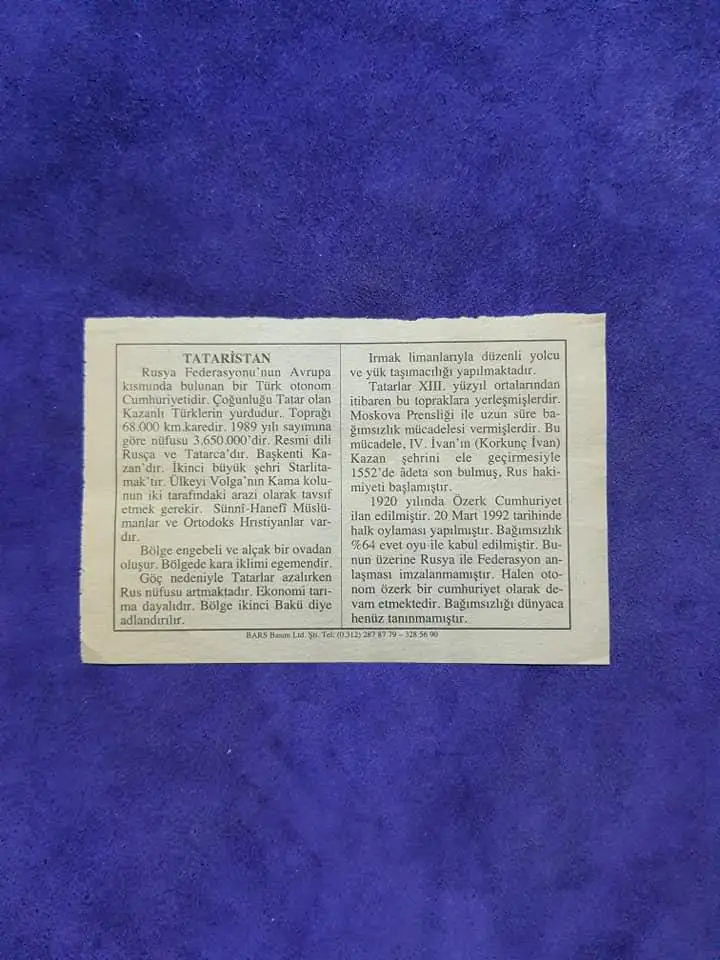 TATARİSTAN
Rusya Federasyonu'nun Avrupa
kısmında bulunan bir Türk otonom
Cumhuriyetidir. Çoğunluğu Tatar olan
Kazanlı Türklerin yurdudur. Toprağı
68.000 km.karedir. 1989 yılı sayımına
göre nüfusu 3.650.000'dir. Resmi dili
Rusça ve Tatarca'dır. Başkenti Ka-
zan'dır. İkinci büyük şehri Starlita-
mak'tır. Ülkeyi Volga'nın Kama kolu-
nun iki tarafındaki arazi olarak tavsif
etmek gerekir. Sünnî-Hanefî Müslü-
manlar ve Ortodoks Hrıstiyanlar var-
dır.
Bölge engebeli ve alçak bir ovadan
oluşur. Bölgede kara iklimi egemendir.
Göç nedeniyle Tatarlar azalırken
Rus nüfusu artmaktadır. Ekonomi tarı-
ma dayalıdır. Bölge ikinci Bakü diye
adlandırılır.
Irmak limanlarıyla düzenli yolcu
ve yük taşımacılığı yapılmaktadır.
Tatarlar XIII. yüzyıl ortalarından
itibaren bu topraklara yerleşmişlerdir.
Moskova Prensliği ile uzun süre ba-
ğımsızlık mücadelesi vermişlerdir. Bu
mücadele, IV. İvan'ın (Korkunç İvan)
Kazan şehrini ele geçirmesiyle
1552'de âdeta son bulmuş, Rus haki-
miyeti başlamıştır.
1920 yılında Özerk Cumhuriyet
ilan edilmiştir. 20 Mart 1992 tarihinde
halk oylaması yapılmıştır. Bağımsızlık
%64 evet oyu ile kabul edilmiştir. Bu-
nun üzerine Rusya ile Federasyon an-
laşması imzalanmamıştır. Halen oto-
nom özerk bir cumhuriyet olarak de-
vam etmektedir. Bağımsızlığı dünyaca
henüz tanınmamıştır.
BARS Basım Ltd. Şti. Tel: (0.312) 287 87 79 – 328 56 90